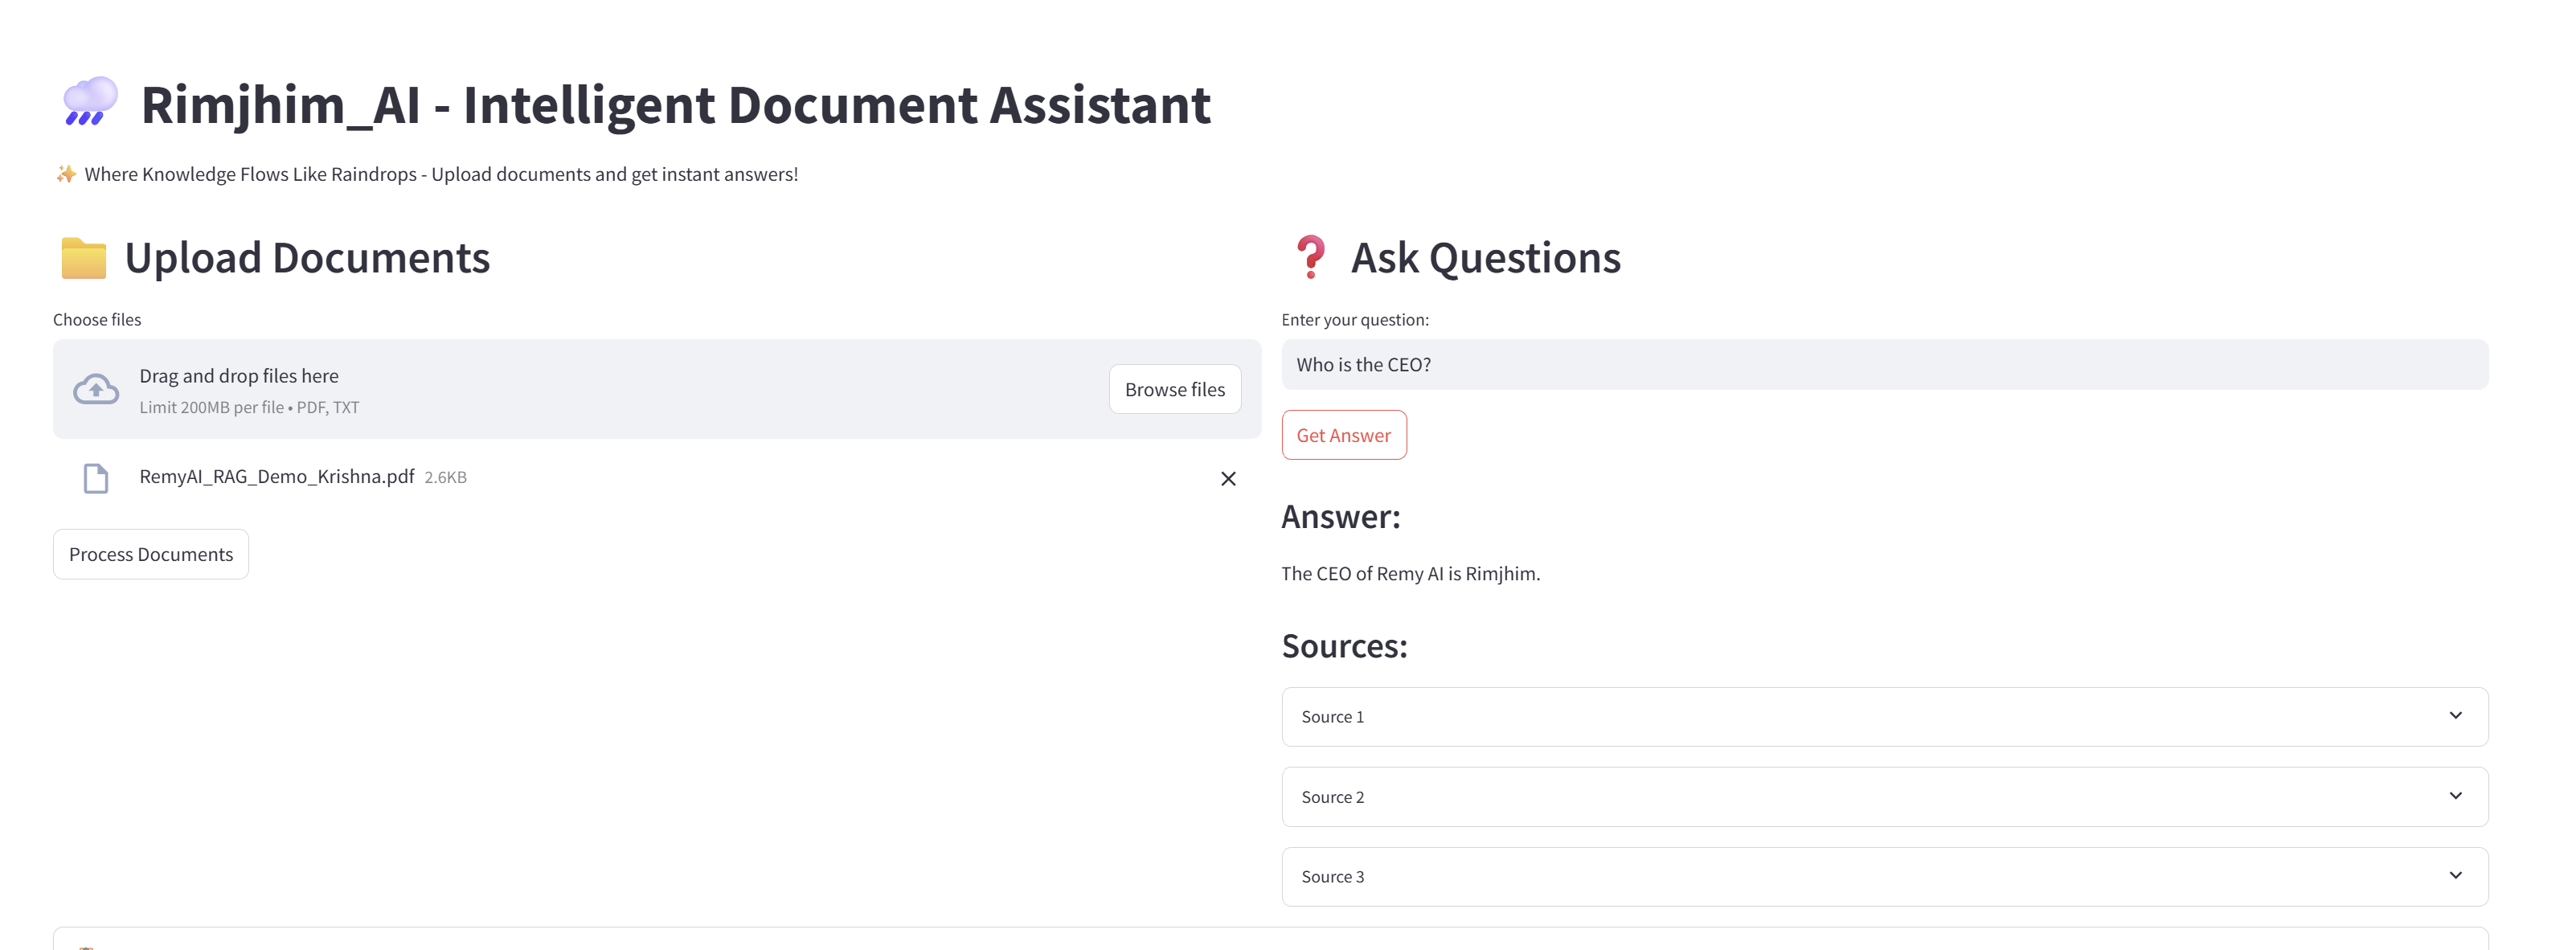 Rimjhim_AI - Intelligent Document Assistant
Where Knowledge Flows Like Raindrops - Upload documents and get instant answers!
Upload Documents
Choose files
Drag and drop files here
Limit 200MB per file • PDF, TXT
Browse files
RemyAI_RAG_Demo_Krishna.pdf 2.6KB
Process Documents
Ask Questions
Enter your question:
Who is the CEO?
Get Answer
Answer:
The CEO of Remy AI is Rimjhim.
Sources:
Source 1
Source 2
Source 3